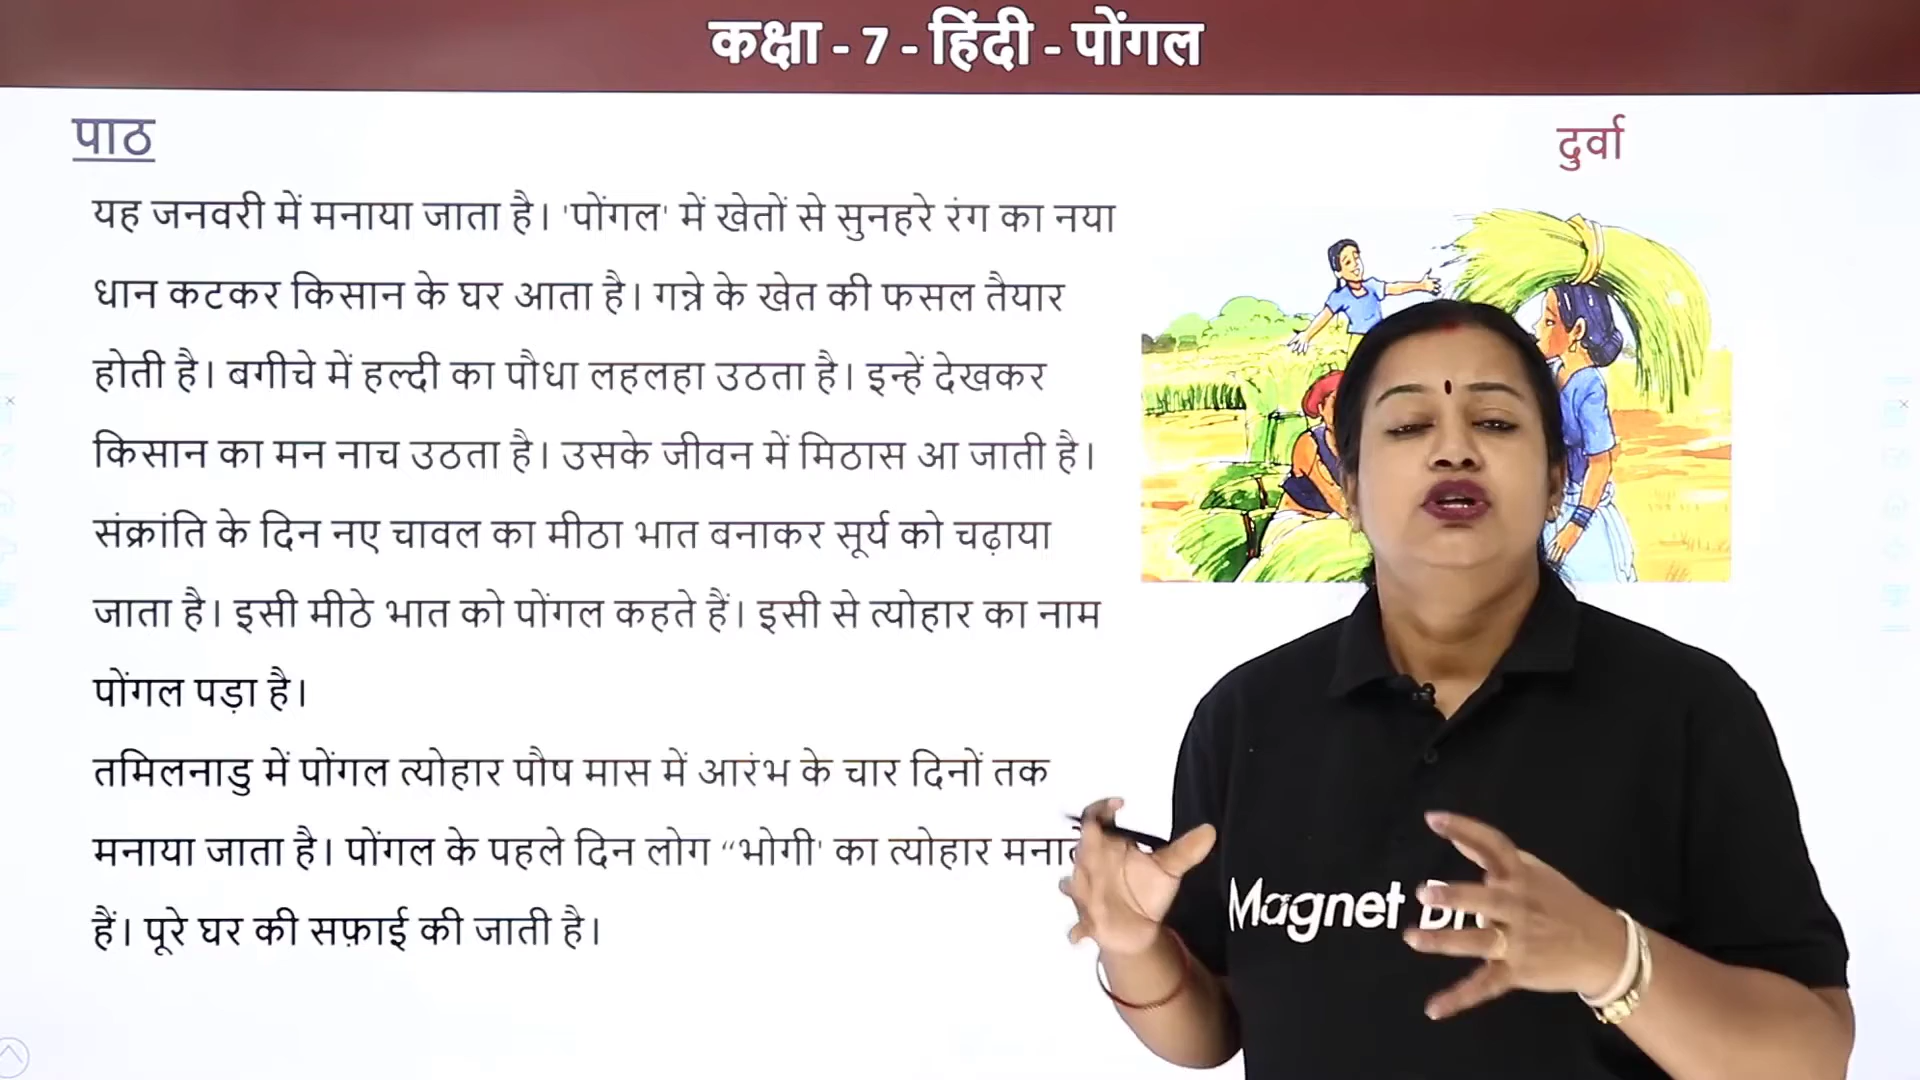 कक्षा - 7 - हिंदी - पोंगल
पाठ
दुर्वा
यह जनवरी में मनाया जाता है। 'पोंगल' में खेतों से सुनहरे रंग का नया
धान कटकर किसान के घर आता है। गन्ने के खेत की फसल तैयार
होती है। बगीचे में हल्दी का पौधा लहलहा उठता है। इन्हें देखकर
किसान का मन नाच उठता है। उसके जीवन में मिठास आ जाती है।
संक्रांति के दिन नए चावल का मीठा भात बनाकर सूर्य को चढ़ाया
जाता है। इसी मीठे भात को पोंगल कहते हैं। इसी से त्योहार का नाम
पोंगल पड़ा है।
तमिलनाडु में पोंगल त्योहार पौष मास में आरंभ के चार दिनों तक
मनाया जाता है। पोंगल के पहले दिन लोग “भोगी' का त्योहार मनाते
हैं। पूरे घर की सफ़ाई की जाती है।
Magnet